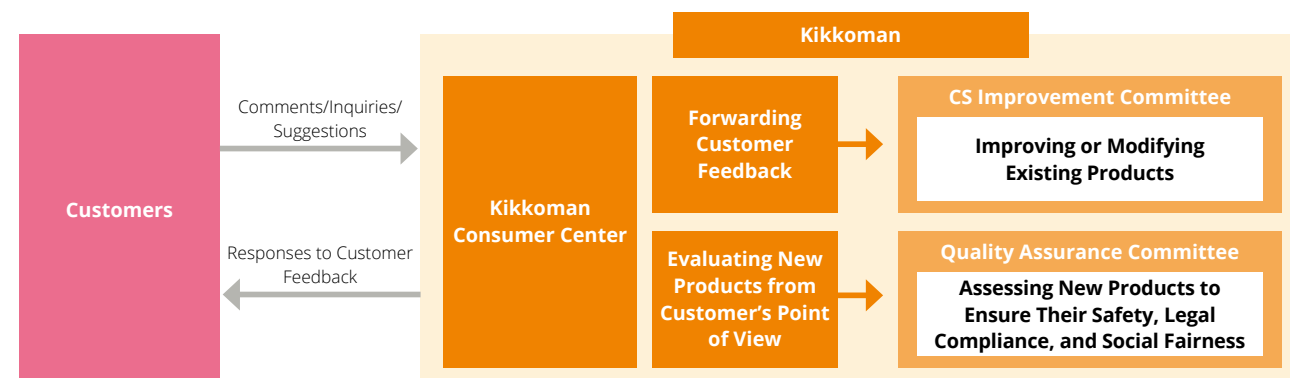 Kikkoman
Customers
Comments/Inquiries/
Suggestions
Responses to Customer
Feedback
Kikkoman
Consumer Center
Forwarding
Customer
Feedback
CS Improvement Committee
Improving or Modifying
Existing Products
Evaluating New
Products from
Customer’s Point
of View
Quality Assurance Committee
Assessing New Products to
Ensure Their Safety, Legal
Compliance, and Social Fairness